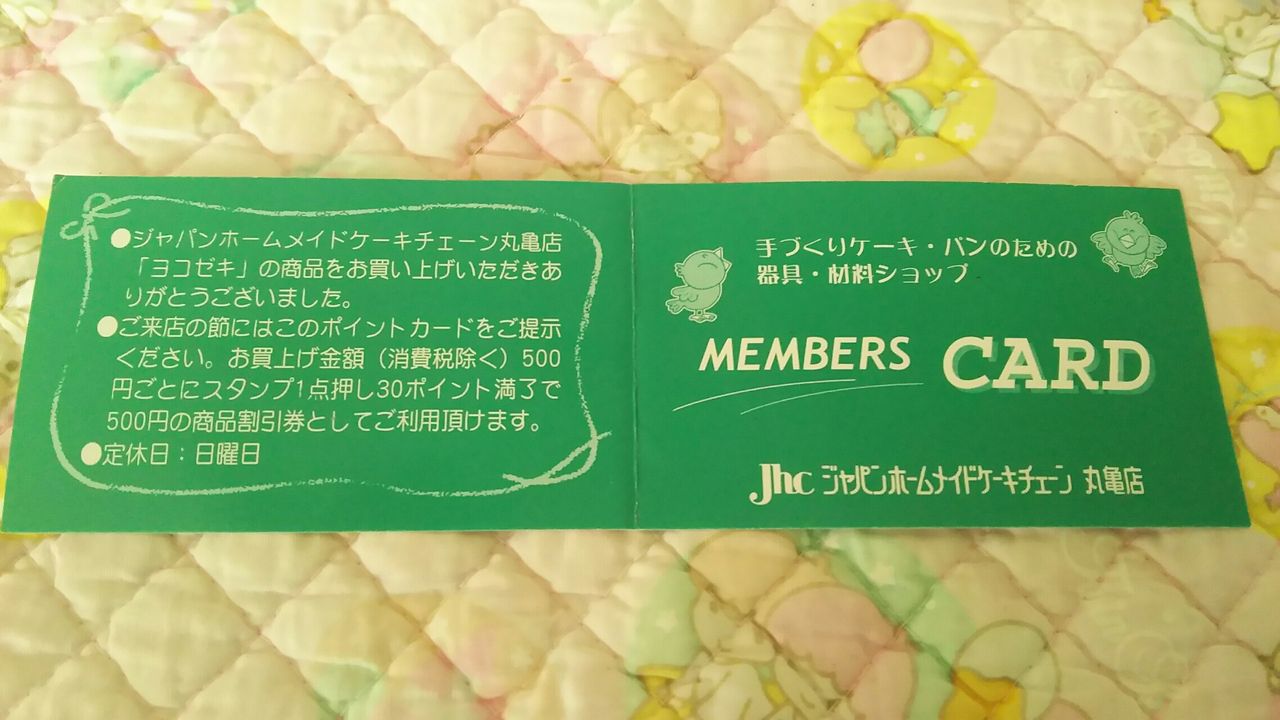 ●ジャパンホームメイドケーキチェーン丸亀店
「ヨコゼキ」の商品をお買い上げいただきあ
りがとうございました。
●ご来店の節にはこのポイントカードをご提示
ください。お買上げ金額（消費税除く）500
円ごとにスタンプ1点押し30ポイント満了で
500円の商品割引券としてご利用頂けます。
●定休日：日曜日
手づくりケーキ・パンのための
器具・材料ショップ
MEMBERS CARD
Jhc ジャパンホームメイドケーキチェーン 丸亀店